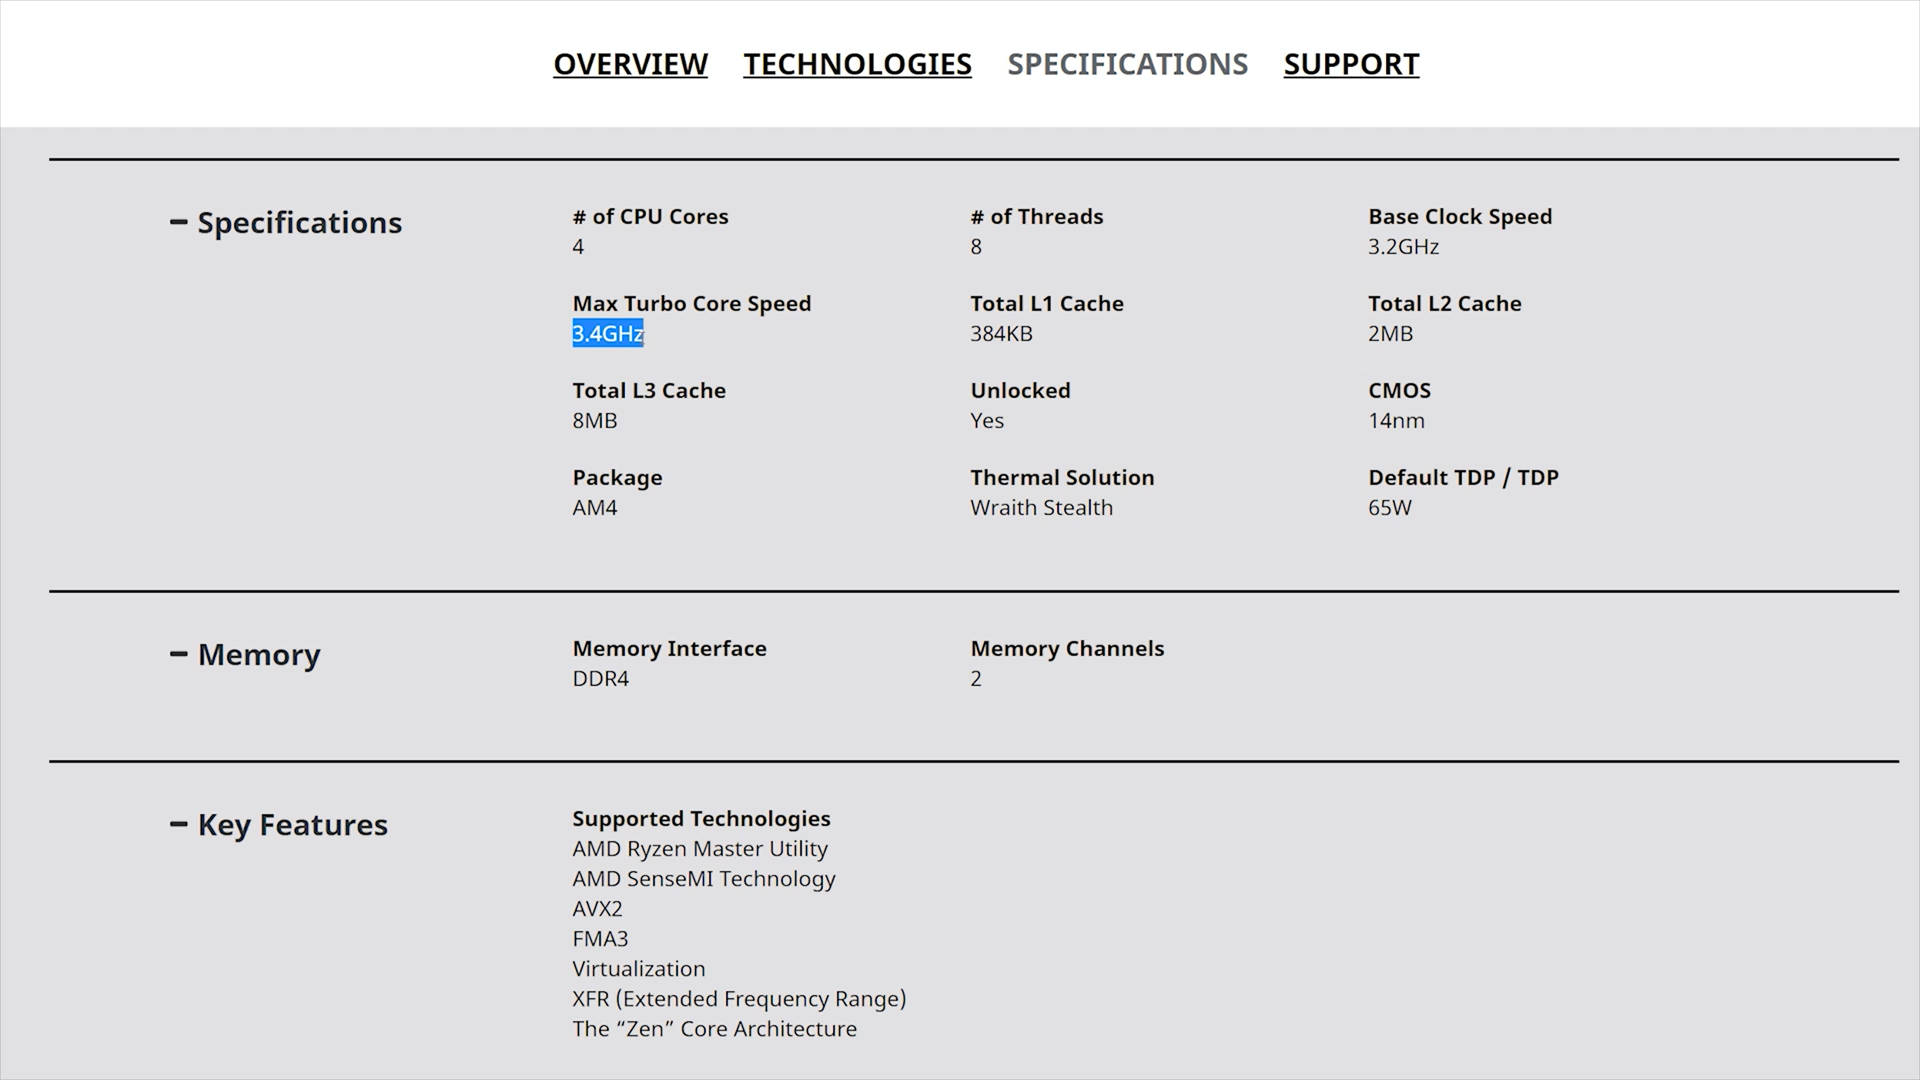 OVERVIEW TECHNOLOGIES SPECIFICATIONS SUPPORT
Specifications
# of CPU Cores
4
# of Threads
8
Base Clock Speed
3.2GHz
Max Turbo Core Speed
3.4GHz
Total L1 Cache
384KB
Total L2 Cache
2MB
Total L3 Cache
8MB
Unlocked
Yes
CMOS
14nm
Package
AM4
Thermal Solution
Wraith Stealth
Default TDP / TDP
65W
Memory
Memory Interface
DDR4
Memory Channels
2
Key Features
Supported Technologies
AMD Ryzen Master Utility
AMD SenseMI Technology
AVX2
FMA3
Virtualization
XFR (Extended Frequency Range)
The “Zen” Core Architecture